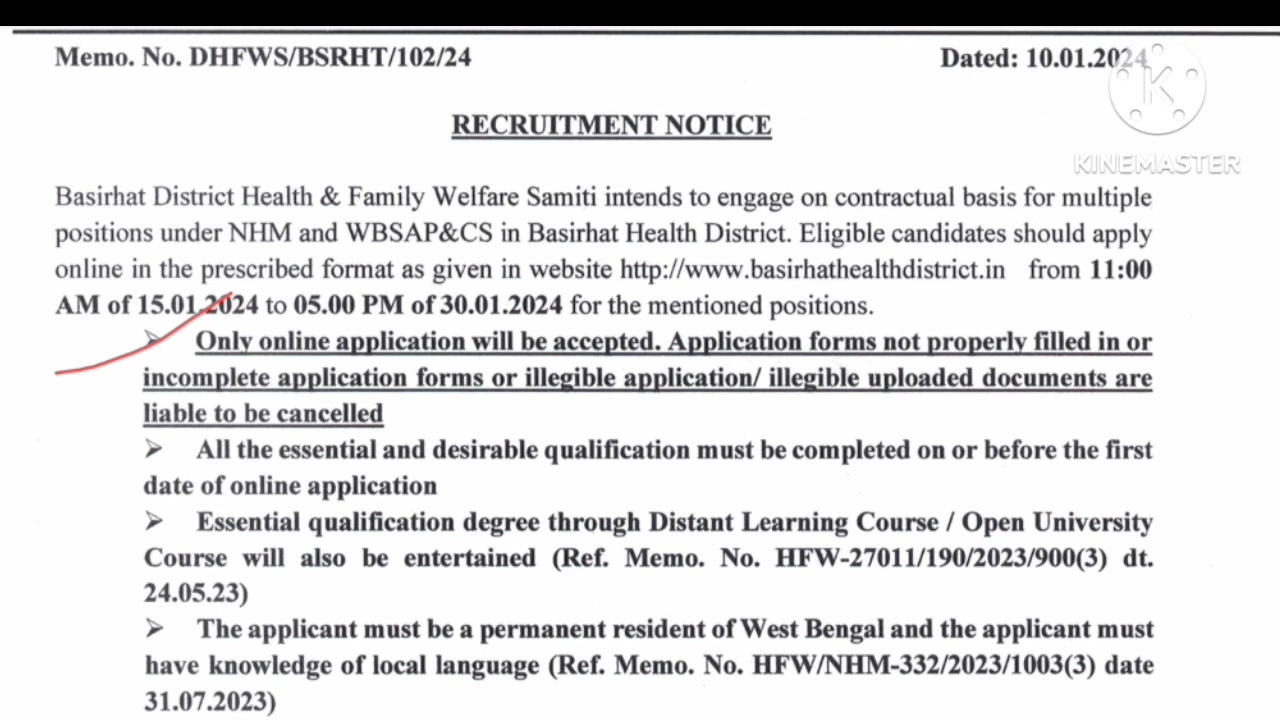 Memo. No. DHFWS/BSRHT/102/24 Dated: 10.01.2024
K
KINEMASTER
RECRUITMENT NOTICE
Basirhat District Health & Family Welfare Samiti intends to engage on contractual basis for multiple
positions under NHM and WBSAP&CS in Basirhat Health District. Eligible candidates should apply
online in the prescribed format as given in website http://www.basirhathealthdistrict.in from 11:00
AM of 15.01.2024 to 05.00 PM of 30.01.2024 for the mentioned positions.
➢ Only online application will be accepted. Application forms not properly filled in or
incomplete application forms or illegible application/ illegible uploaded documents are
liable to be cancelled
➢ All the essential and desirable qualification must be completed on or before the first
date of online application
➢ Essential qualification degree through Distant Learning Course / Open University
Course will also be entertained (Ref. Memo. No. HFW-27011/190/2023/900(3) dt.
24.05.23)
➢ The applicant must be a permanent resident of West Bengal and the applicant must
have knowledge of local language (Ref. Memo. No. HFW/NHM-332/2023/1003(3) date
31.07.2023)